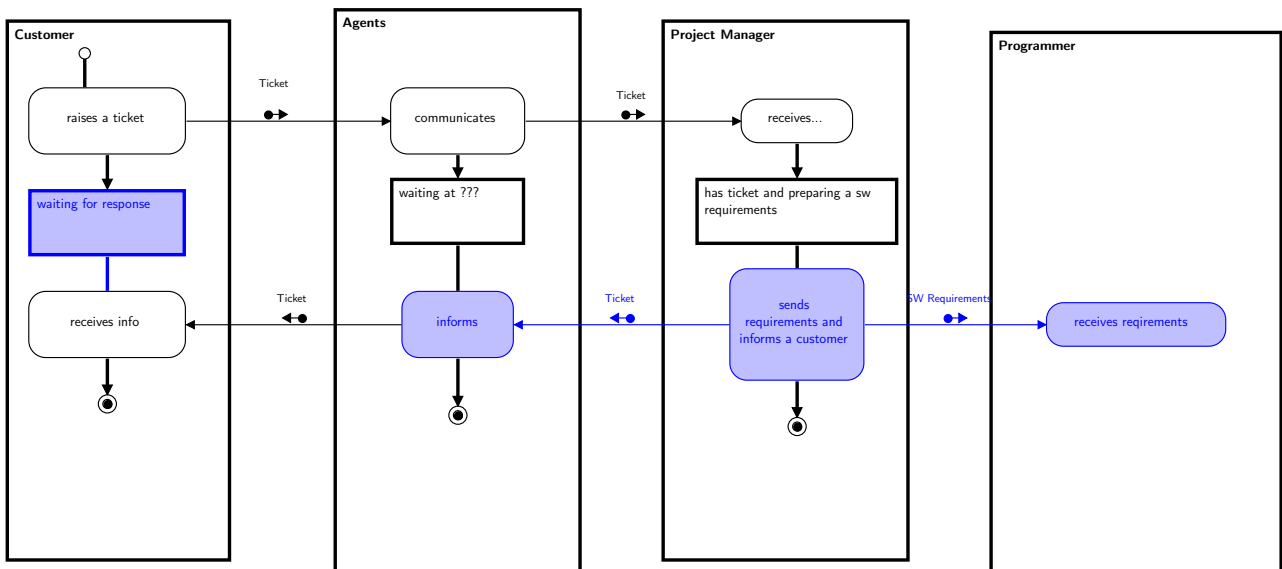 Customer
Agents
Project Manager
Programmer
Ticket
Ticket
raises a ticket
communicates
receives...
waiting for response
waiting at ???
has ticket and preparing a sw
requirements
Ticket
Ticket
SW Requirements
receives info
informs
sends
requirements and
informs a customer
receives reqirements